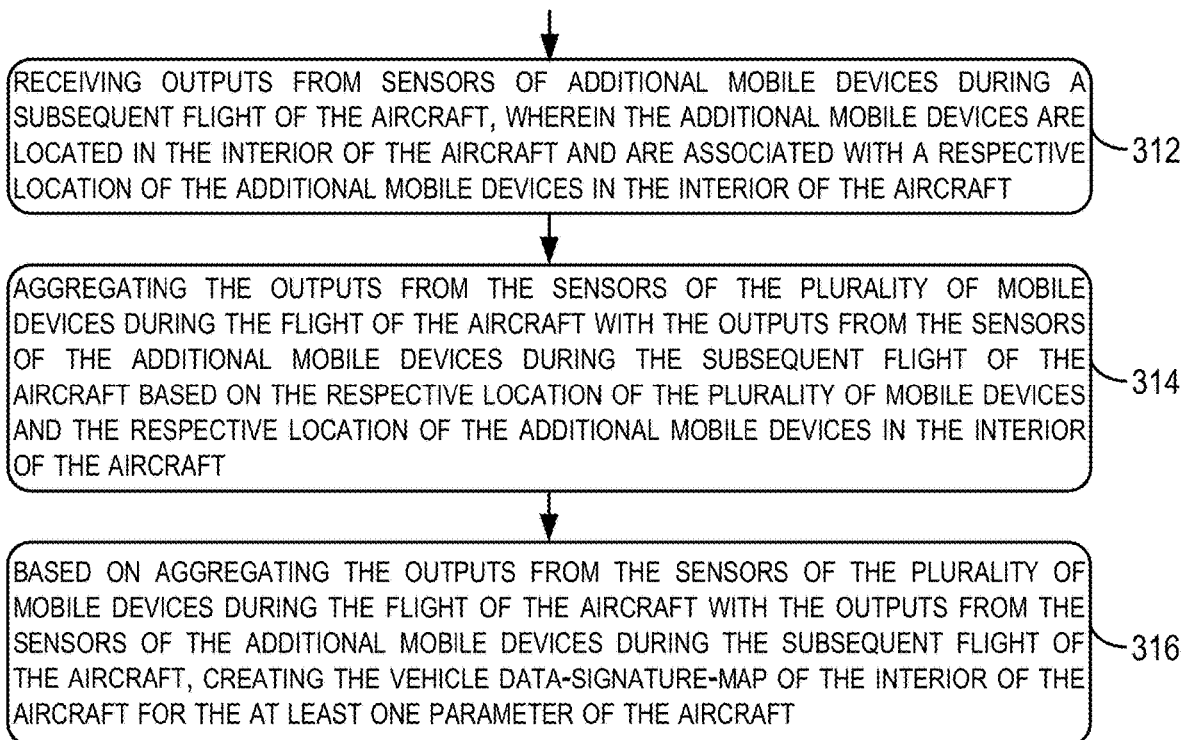 RECEIVING OUTPUTS FROM SENSORS OF ADDITIONAL MOBILE DEVICES DURING A
SUBSEQUENT FLIGHT OF THE AIRCRAFT, WHEREIN THE ADDITIONAL MOBILE DEVICES ARE
LOCATED IN THE INTERIOR OF THE AIRCRAFT AND ARE ASSOCIATED WITH A RESPECTIVE
LOCATION OF THE ADDITIONAL MOBILE DEVICES IN THE INTERIOR OF THE AIRCRAFT
312
AGGREGATING THE OUTPUTS FROM THE SENSORS OF THE PLURALITY OF MOBILE
DEVICES DURING THE FLIGHT OF THE AIRCRAFT WITH THE OUTPUTS FROM THE SENSORS
OF THE ADDITIONAL MOBILE DEVICES DURING THE SUBSEQUENT FLIGHT OF THE
AIRCRAFT BASED ON THE RESPECTIVE LOCATION OF THE PLURALITY OF MOBILE DEVICES
AND THE RESPECTIVE LOCATION OF THE ADDITIONAL MOBILE DEVICES IN THE INTERIOR
OF THE AIRCRAFT
314
BASED ON AGGREGATING THE OUTPUTS FROM THE SENSORS OF THE PLURALITY OF
MOBILE DEVICES DURING THE FLIGHT OF THE AIRCRAFT WITH THE OUTPUTS FROM THE
SENSORS OF THE ADDITIONAL MOBILE DEVICES DURING THE SUBSEQUENT FLIGHT OF
THE AIRCRAFT, CREATING THE VEHICLE DATA-SIGNATURE-MAP OF THE INTERIOR OF THE
AIRCRAFT FOR THE AT LEAST ONE PARAMETER OF THE AIRCRAFT
316